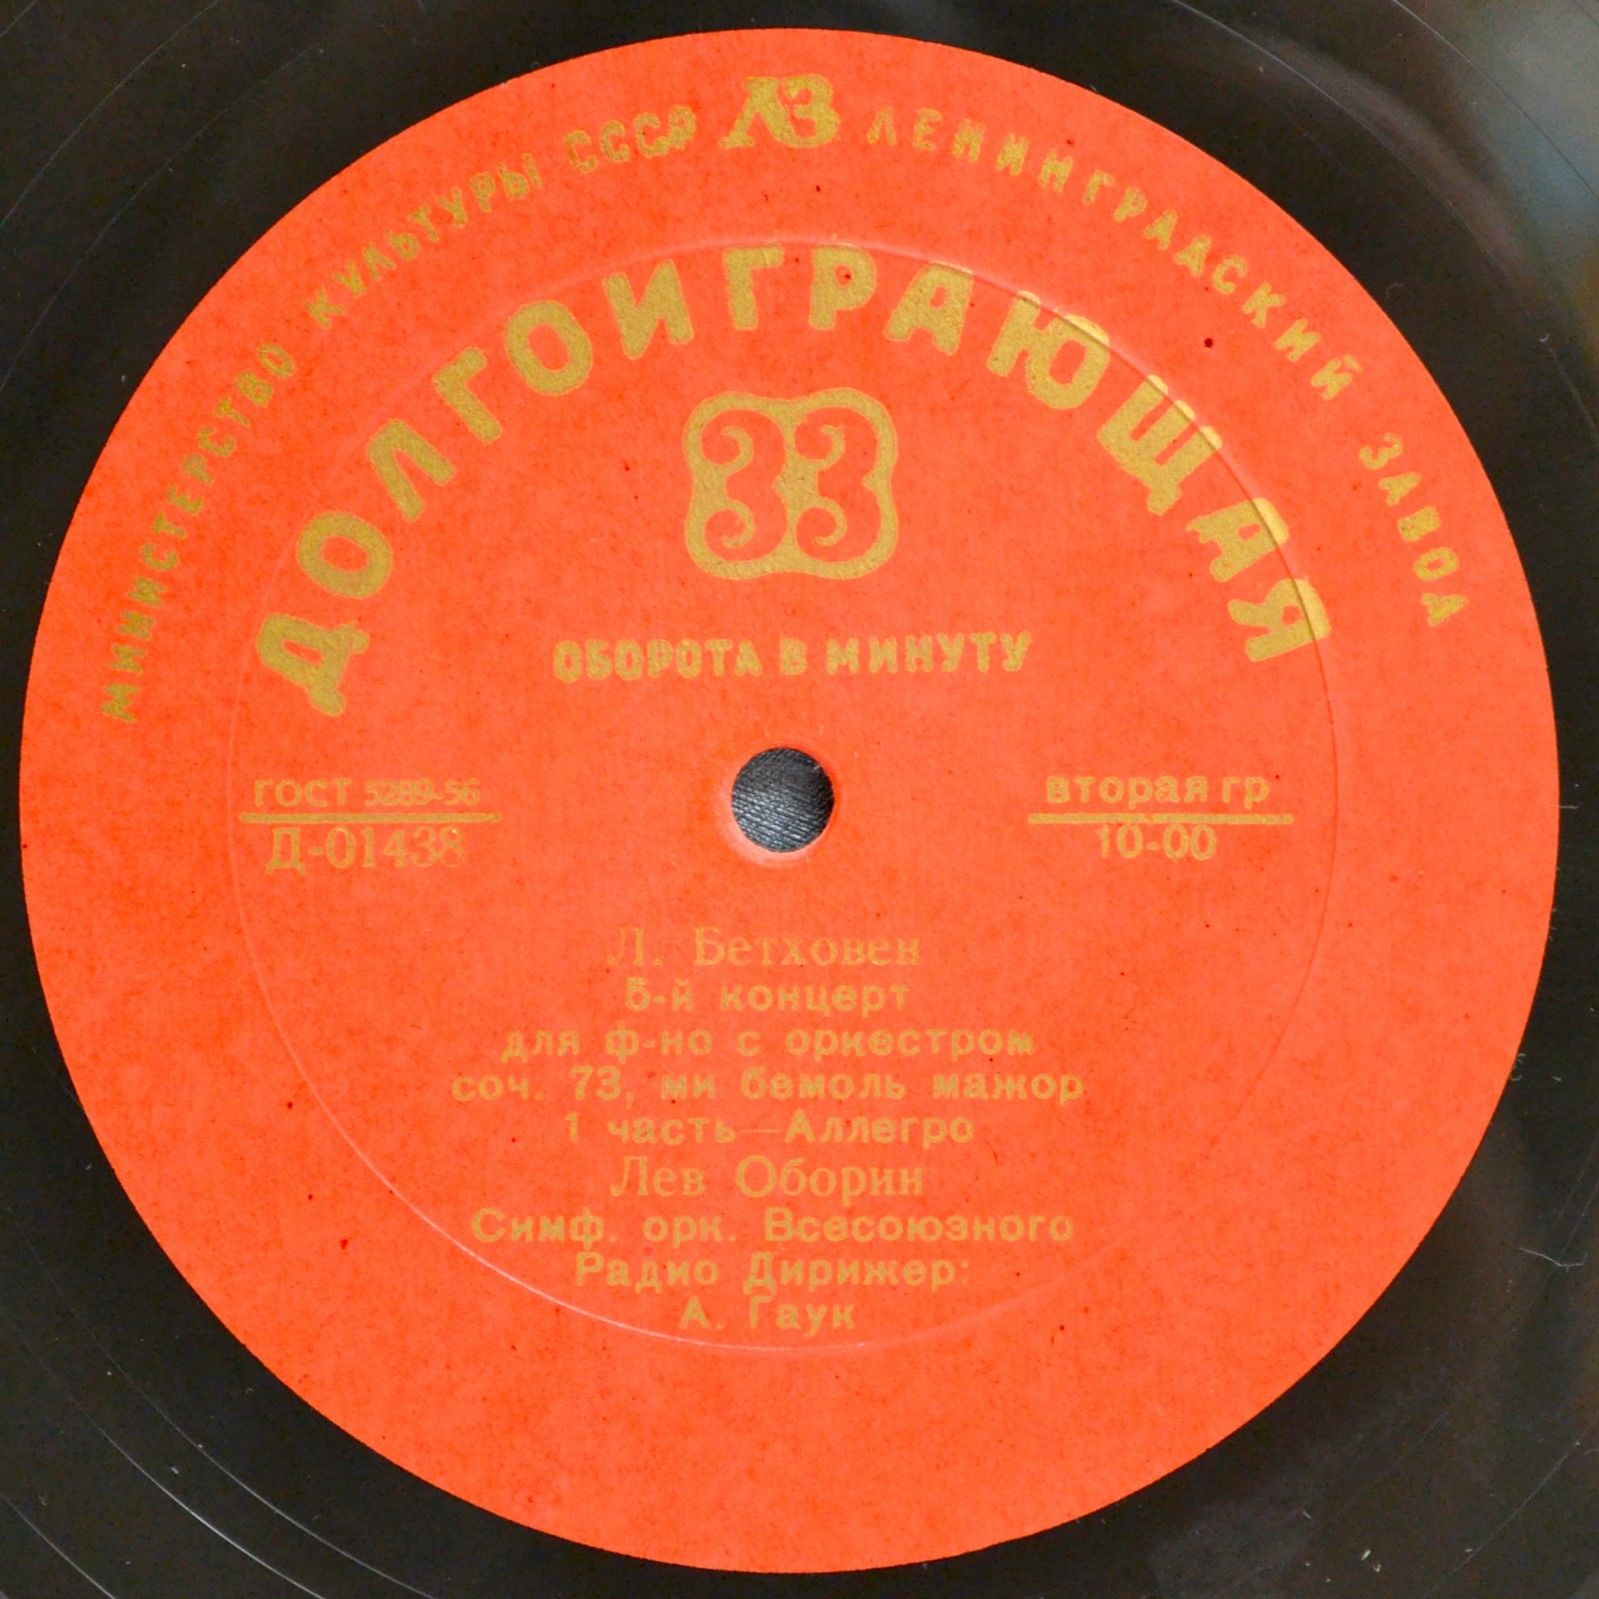 МИНИСТЕРСТВО КУЛЬТУРЫ СССР ЛЗ ЛЕНИНГРАДСКИЙ ЗАВОД
ДОЛГОИГРАЮЩАЯ
33
ОБОРОТА В МИНУТУ
ГОСТ 5289-56
Д-01438
вторая гр
10-00
Л. Бетховен
5-й концерт
для ф-но с оркестром
соч. 73, ми бемоль мажор
1 часть—Аллегро
Лев Оборин
Симф. орк. Всесоюзного
Радио Дирижер:
А. Гаук